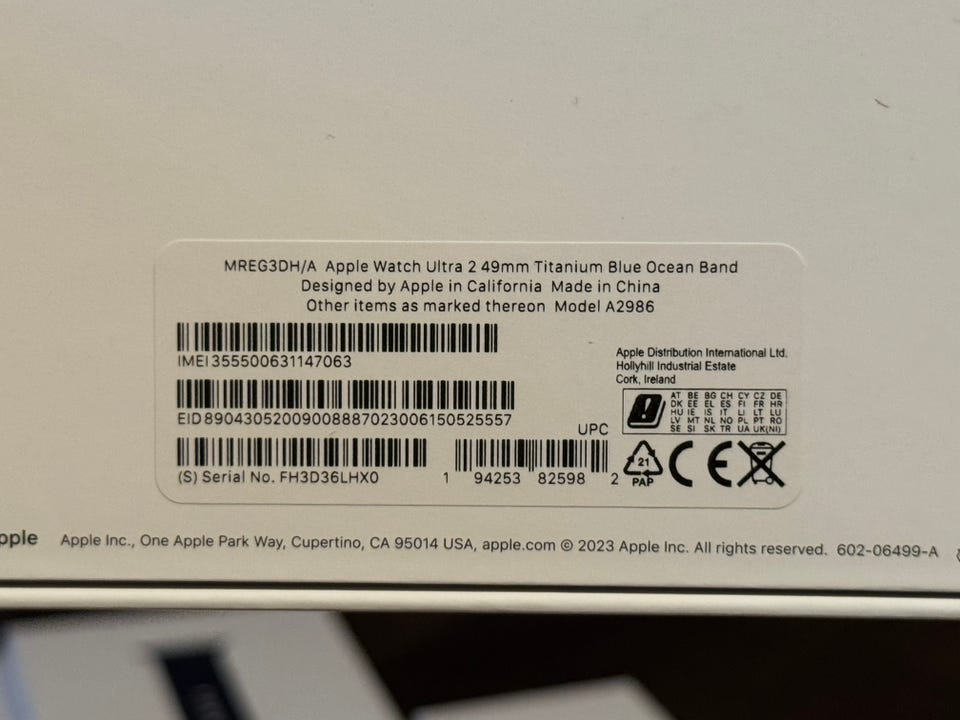 MREG3DH/A Apple Watch Ultra 2 49mm Titanium Blue Ocean Band
Designed by Apple in California Made in China
Other items as marked thereon Model A2986
IMEI 355500631147063
EID 89043052009008887023006150525557
(S) Serial No. FH3D36LHX0
UPC
1 94253 82598 2
Apple Distribution International Ltd.
Hollyhill Industrial Estate
Cork, Ireland
AT BE BG CH CY CZ DE
DK EE EL ES FI FR HR
HU IE IS IT LI LT LU
LV MT NL NO PL PT RO
SE SI SK TR UA UK(NI)
21
PAP
CE
pple Apple Inc., One Apple Park Way, Cupertino, CA 95014 USA, apple.com © 2023 Apple Inc. All rights reserved. 602-06499-A